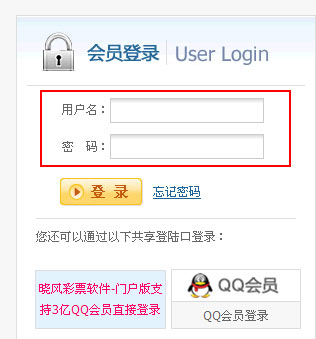 会员登录 | User Login
用户名：
密 码：
登 录 忘记密码
您还可以通过以下共享登陆口登录：
晓风彩票软件-门户版支
持3亿QQ会员直接登录
QQ会员
QQ会员登录